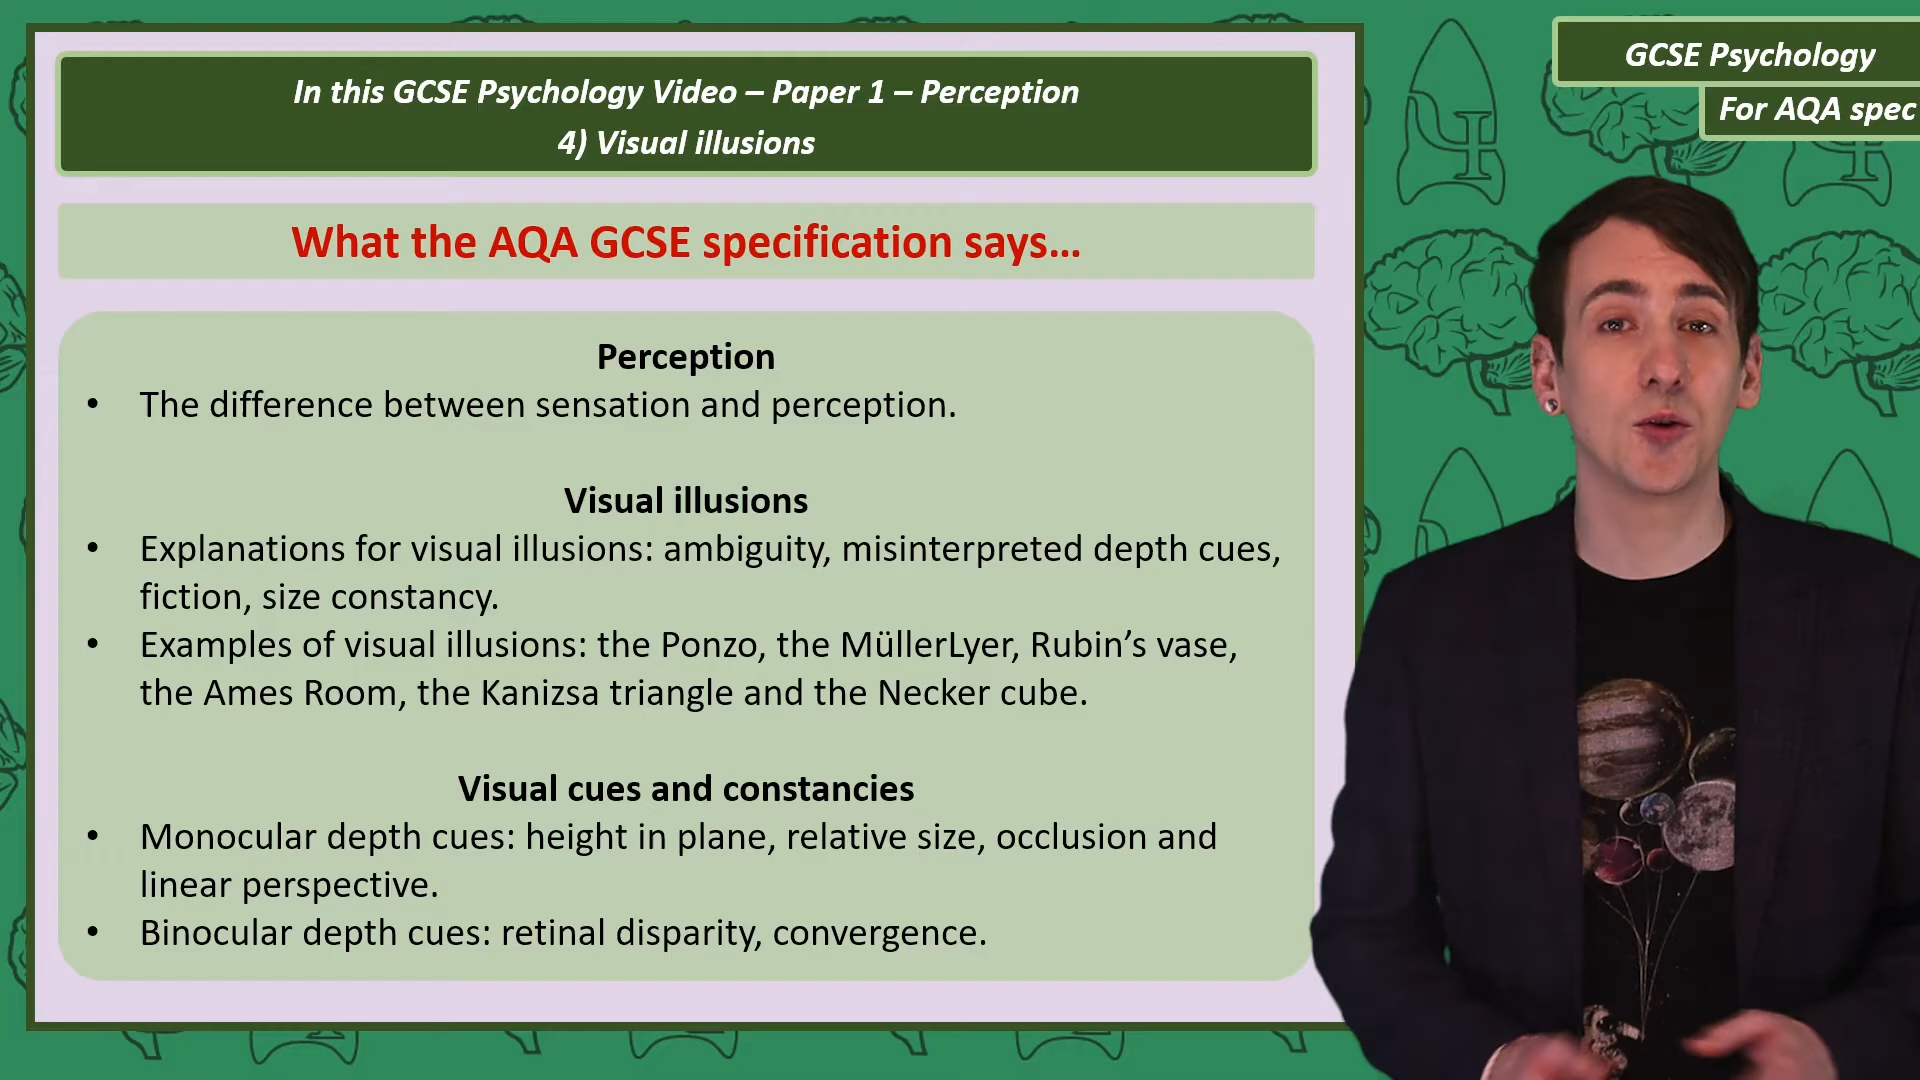 In this GCSE Psychology Video – Paper 1 – Perception
4) Visual illusions
GCSE Psychology
For AQA spec
What the AQA GCSE specification says...
Perception
• The difference between sensation and perception.
Visual illusions
• Explanations for visual illusions: ambiguity, misinterpreted depth cues,
fiction, size constancy.
• Examples of visual illusions: the Ponzo, the MüllerLyer, Rubin’s vase,
the Ames Room, the Kanizsa triangle and the Necker cube.
Visual cues and constancies
• Monocular depth cues: height in plane, relative size, occlusion and
linear perspective.
• Binocular depth cues: retinal disparity, convergence.